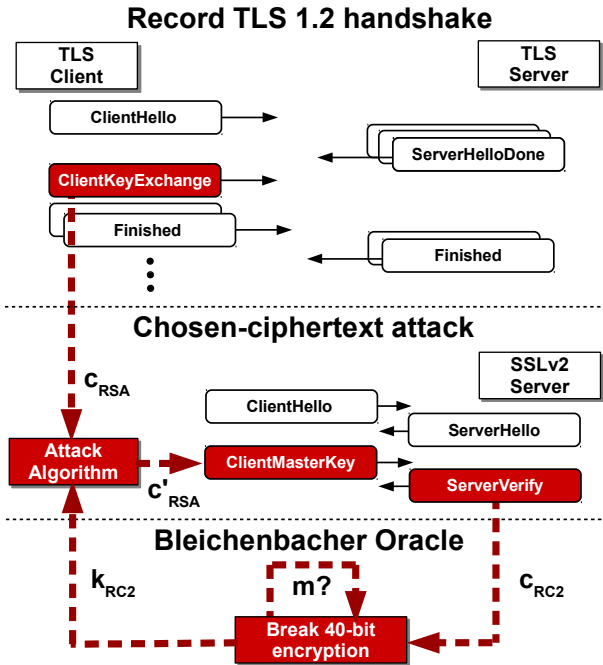 Record TLS 1.2 handshake
TLS
Client
TLS
Server
ClientHello
ServerHelloDone
ClientKeyExchange
Finished
Finished
Chosen-ciphertext attack
SSLv2
Server
cRSA
ClientHello
ServerHello
Attack
Algorithm
ClientMasterKey
c'RSA
ServerVerify
Bleichenbacher Oracle
kRC2
m?
cRC2
Break 40-bit
encryption